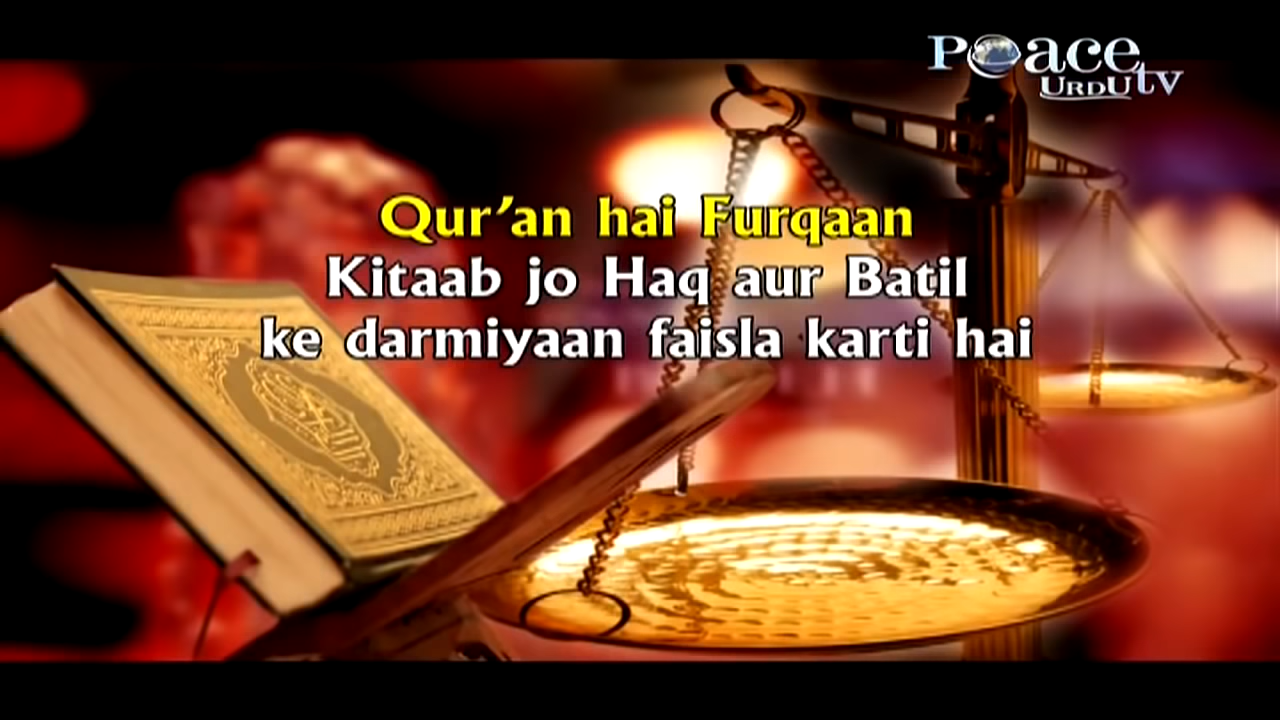 Peace
URDU tv
Qur'an hai Furqaan
Kitaab jo Haq aur Batil
ke darmiyaan faisla karti hai